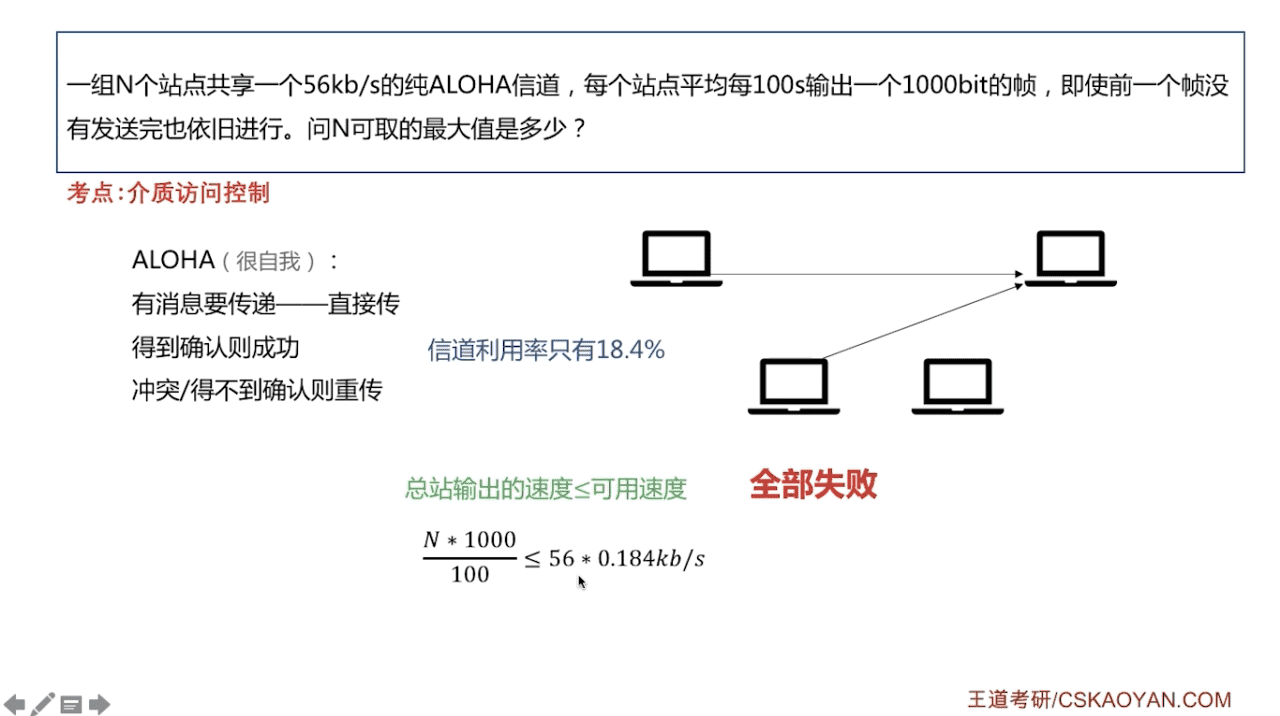 一组N个站点共享一个56kb/s的纯ALOHA信道，每个站点平均每100s输出一个1000bit的帧，即使前一个帧没
有发送完也依旧进行。问N可取的最大值是多少？
考点:介质访问控制
ALOHA（很自我）：
有消息要传递——直接传
得到确认则成功
信道利用率只有18.4%
冲突/得不到确认则重传
总站输出的速度≤可用速度
全部失败
N * 1000
100
≤ 56 * 0.184kb/s
王道考研/CSKAOYAN.COM